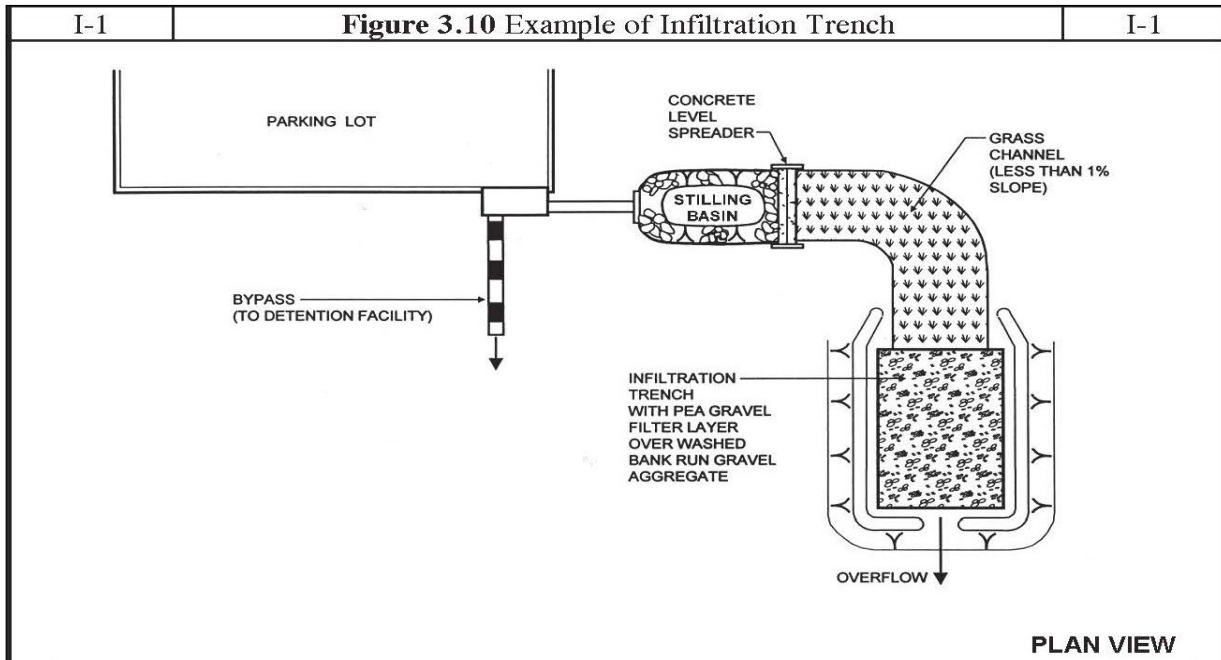 I-1
Figure 3.10 Example of Infiltration Trench
I-1
PARKING LOT
CONCRETE
LEVEL
SPREADER
GRASS
CHANNEL
(LESS THAN 1%
SLOPE)
STILLING
BASIN
BYPASS
(TO DETENTION FACILITY)
INFILTRATION
TRENCH
WITH PEA GRAVEL
FILTER LAYER
OVER WASHED
BANK RUN GRAVEL
AGGREGATE
OVERFLOW
PLAN VIEW